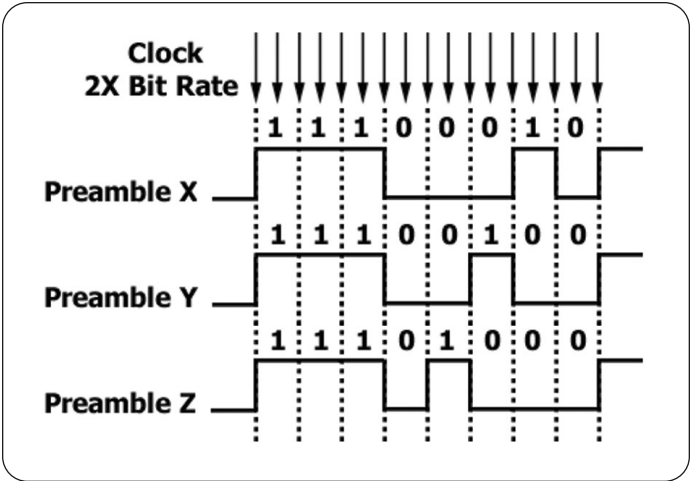 Clock
2X Bit Rate
1 1 1 0 0 0 1 0
Preamble X
1 1 1 0 0 1 0 0
Preamble Y
1 1 1 0 1 0 0 0
Preamble Z